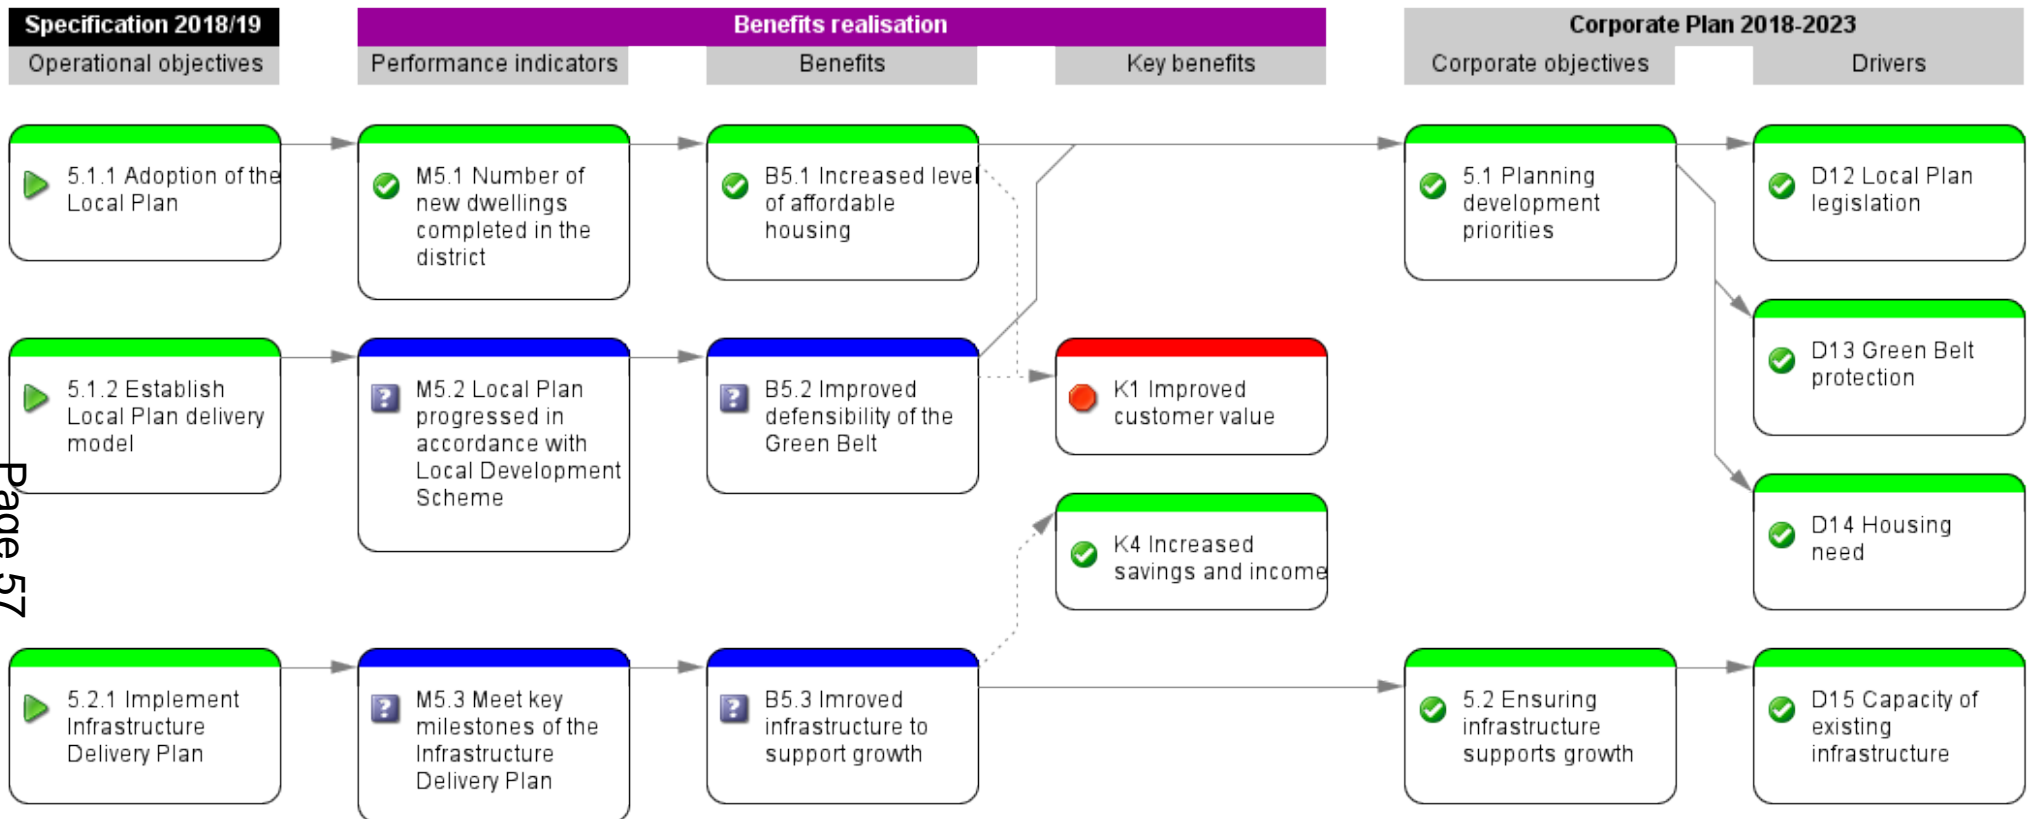 Specification 2018/19
Benefits realisation
Corporate Plan 2018-2023
Operational objectives
Performance indicators
Benefits
Key benefits
Corporate objectives
Drivers
5.1.1 Adoption of the
Local Plan
M5.1 Number of
new dwellings
completed in the
district
B5.1 Increased level
of affordable
housing
5.1 Planning
development
priorities
D12 Local Plan
legislation
D13 Green Belt
protection
5.1.2 Establish
Local Plan delivery
model
M5.2 Local Plan
progressed in
accordance with
Local Development
Scheme
B5.2 Improved
defensibility of the
Green Belt
K1 Improved
customer value
K4 Increased
savings and income
D14 Housing
need
5.2.1 Implement
Infrastructure
Delivery Plan
M5.3 Meet key
milestones of the
Infrastructure
Delivery Plan
B5.3 Imroved
infrastructure to
support growth
5.2 Ensuring
infrastructure
supports growth
D15 Capacity of
existing
infrastructure
Page 57